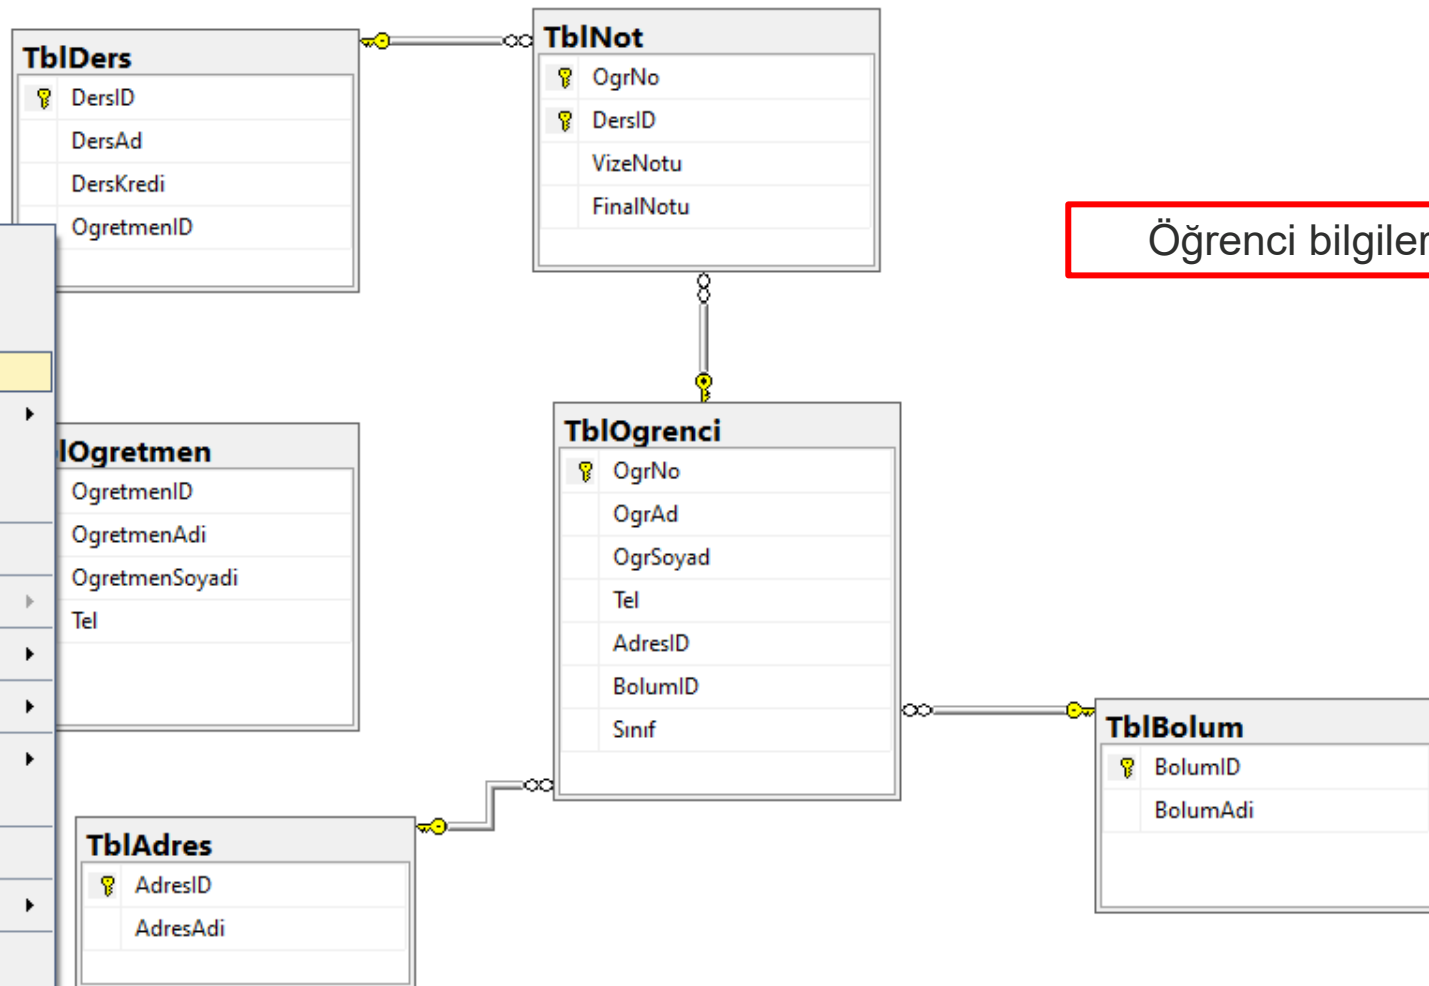 TblDers
DersID
DersAd
DersKredi
OgretmenID
TblNot
OgrNo
DersID
VizeNotu
FinalNotu
Öğrenci
lOgretmen
OgretmenID
OgretmenAdi
OgretmenSoyadi
Tel
TblOgrenci
OgrNo
OgrAd
OgrSoyad
Tel
AdresID
BolumID
Sınıf
TblBolum
BolumID
BolumAdi
TblAdres
AdresID
AdresAdi